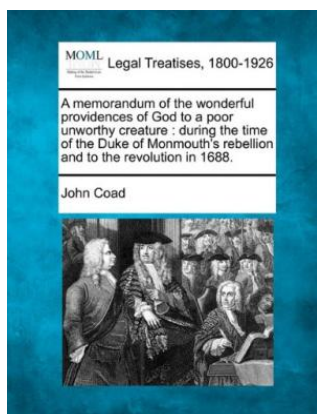 MOML
Legal Treatises, 1800-1926
A memorandum of the wonderful
providences of God to a poor
unworthy creature : during the time
of the Duke of Monmouth's rebellion
and to the revolution in 1688.
John Coad